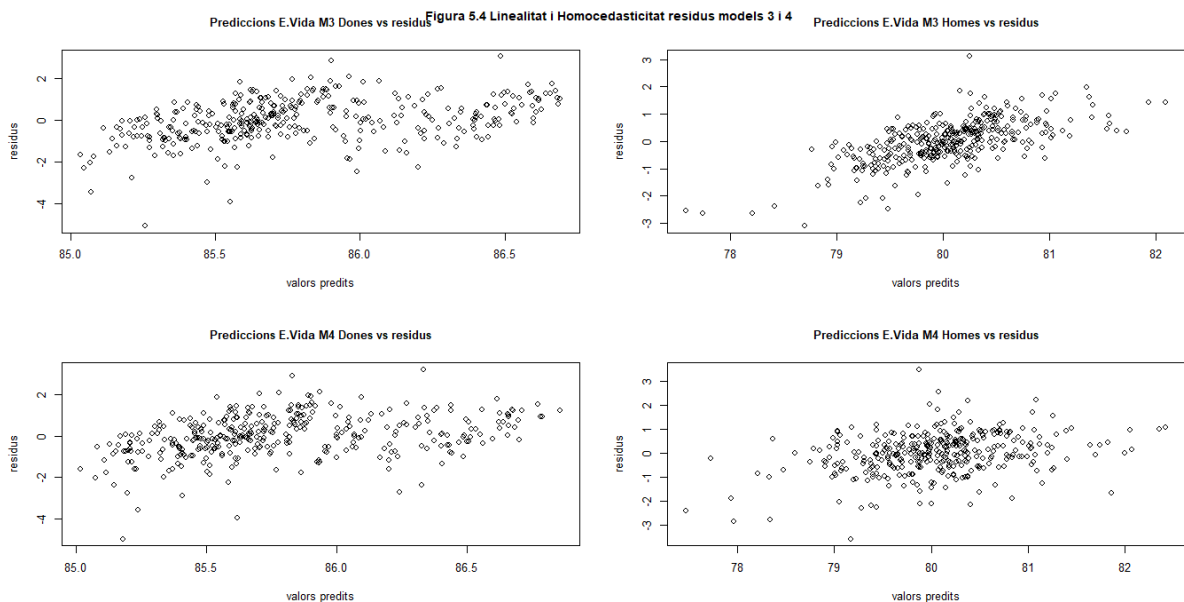 Figura 5.4 Linealitat i Homocedasticitat residus models 3 i 4
Prediccions E.Vida M3 Dones vs residus
residus
2
0
-2
-4
85.0 85.5 86.0 86.5
valors predits
Prediccions E.Vida M3 Homes vs residus
residus
3
2
1
0
-1
-2
-3
78 79 80 81 82
valors predits
Prediccions E.Vida M4 Dones vs residus
residus
2
0
-2
-4
85.0 85.5 86.0 86.5
valors predits
Prediccions E.Vida M4 Homes vs residus
residus
3
2
1
0
-1
-2
-3
78 79 80 81 82
valors predits